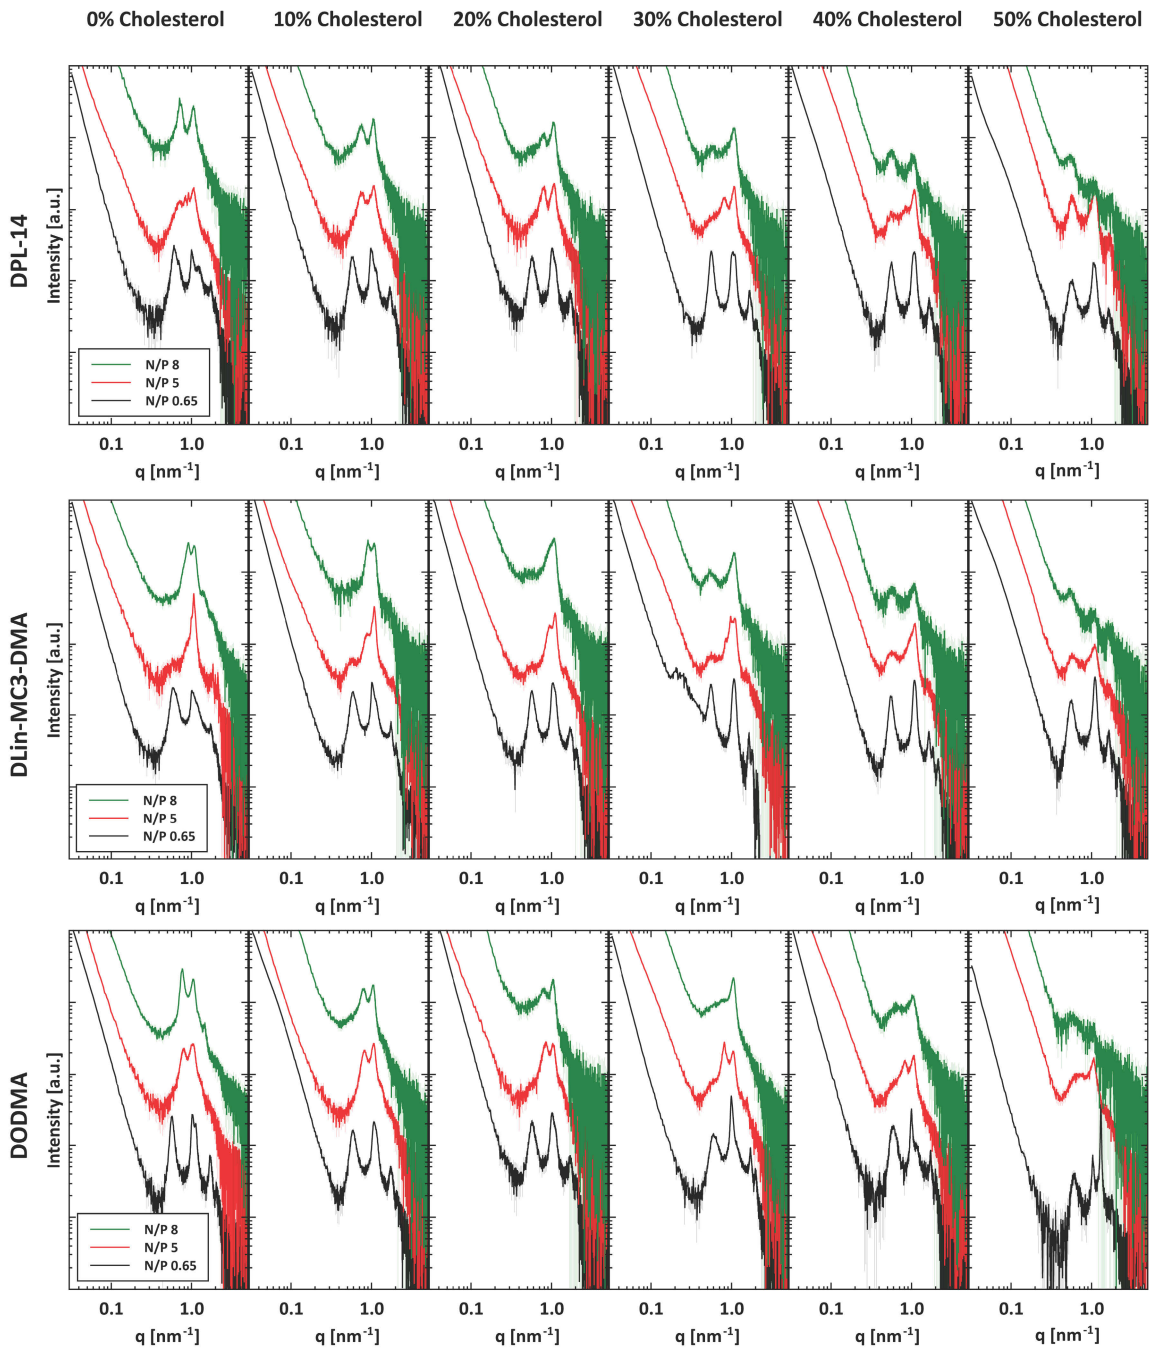 0% Cholesterol 10% Cholesterol 20% Cholesterol 30% Cholesterol 40% Cholesterol 50% Cholesterol
DPL-14
Intensity [a.u.]
N/P 8
N/P 5
N/P 0.65
0.1 1.0 0.1 1.0 0.1 1.0 0.1 1.0 0.1 1.0 0.1 1.0
q [nm⁻¹] q [nm⁻¹] q [nm⁻¹] q [nm⁻¹] q [nm⁻¹] q [nm⁻¹]
DLin-MC3-DMA
Intensity [a.u.]
N/P 8
N/P 5
N/P 0.65
0.1 1.0 0.1 1.0 0.1 1.0 0.1 1.0 0.1 1.0 0.1 1.0
q [nm⁻¹] q [nm⁻¹] q [nm⁻¹] q [nm⁻¹] q [nm⁻¹] q [nm⁻¹]
DODMA
Intensity [a.u.]
N/P 8
N/P 5
N/P 0.65
0.1 1.0 0.1 1.0 0.1 1.0 0.1 1.0 0.1 1.0 0.1 1.0
q [nm⁻¹] q [nm⁻¹] q [nm⁻¹] q [nm⁻¹] q [nm⁻¹] q [nm⁻¹]